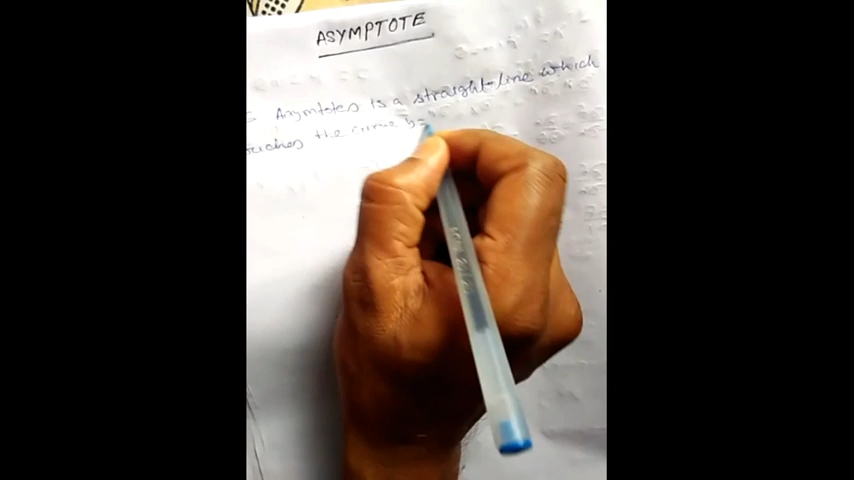 ASYMPTOTE
Asymptotes is a straight-line which
the curve y=